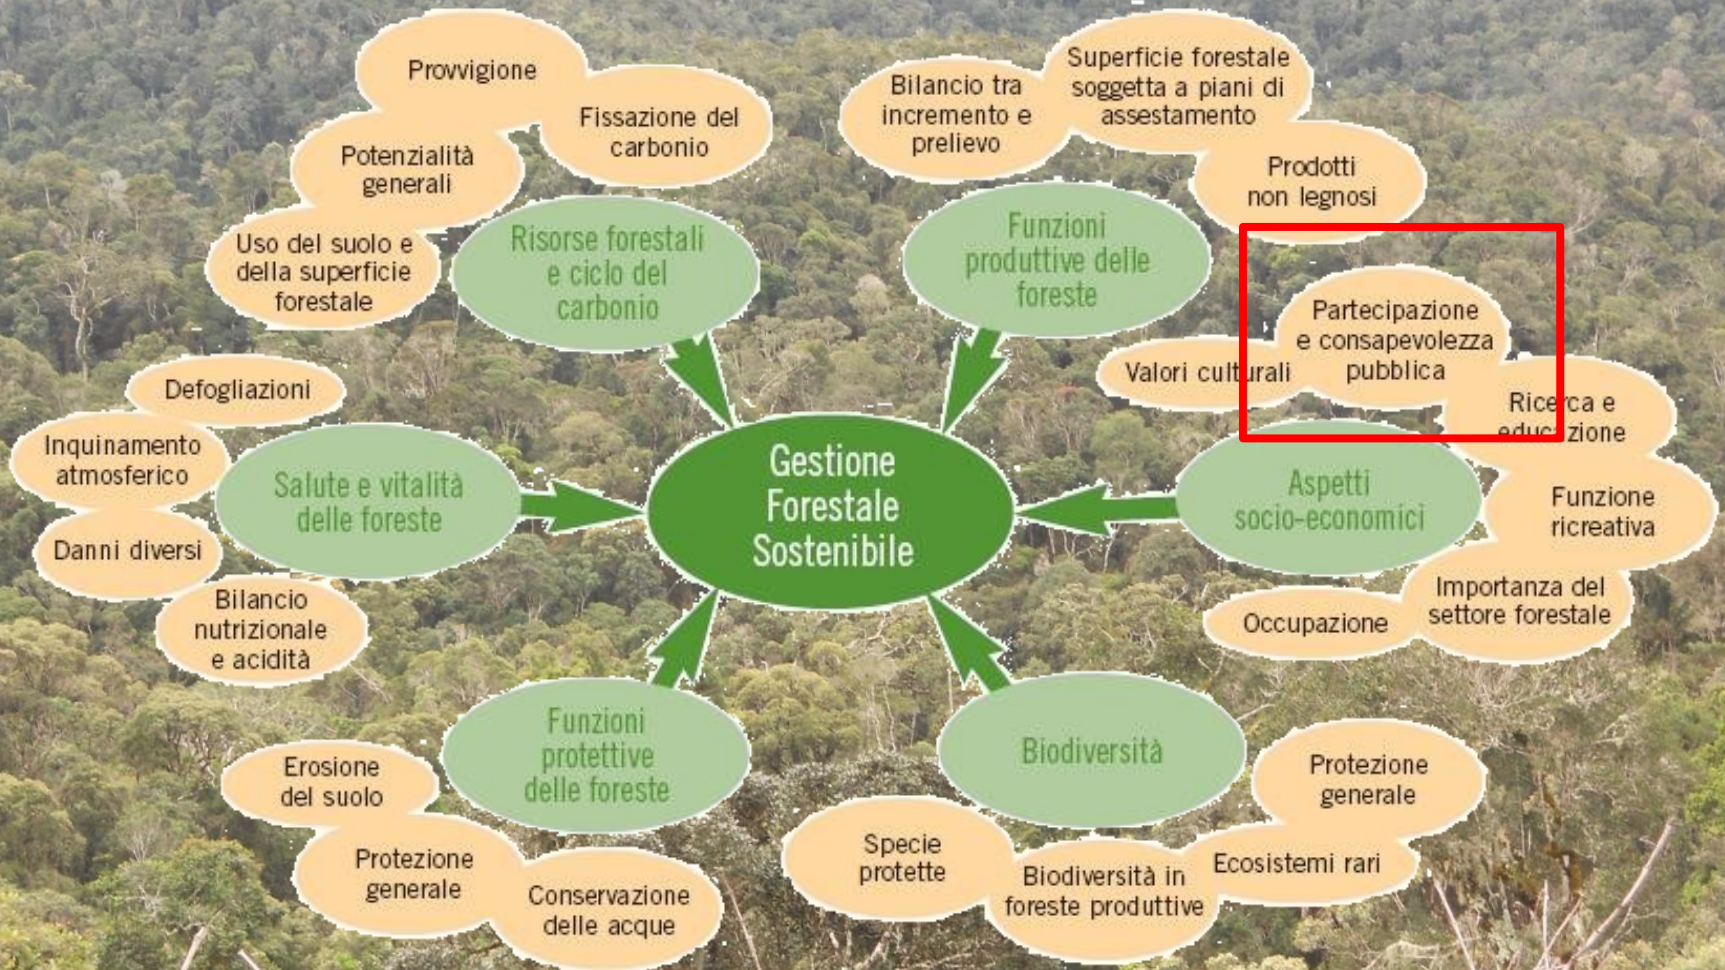 Provvigione
Fissazione del
carbonio
Potenzialità
generali
Uso del suolo e
della superficie
forestale
Risorse forestali
e ciclo del
carbonio
Bilancio tra
incremento e
prelievo
Superficie forestale
soggetta a piani di
assestamento
Prodotti
non legnosi
Funzioni
produttive delle
foreste
Partecipazione
e consapevolezza
pubblica
Valori culturali
Ricerca e
educazione
Aspetti
socio-economici
Funzione
ricreativa
Importanza del
settore forestale
Occupazione
Defogliazioni
Inquinamento
atmosferico
Salute e vitalità
delle foreste
Danni diversi
Bilancio
nutrizionale
e acidità
Gestione
Forestale
Sostenibile
Funzioni
protettive
delle foreste
Erosione
del suolo
Protezione
generale
Conservazione
delle acque
Biodiversità
Protezione
generale
Ecosistemi rari
Biodiversità in
foreste produttive
Specie
protette